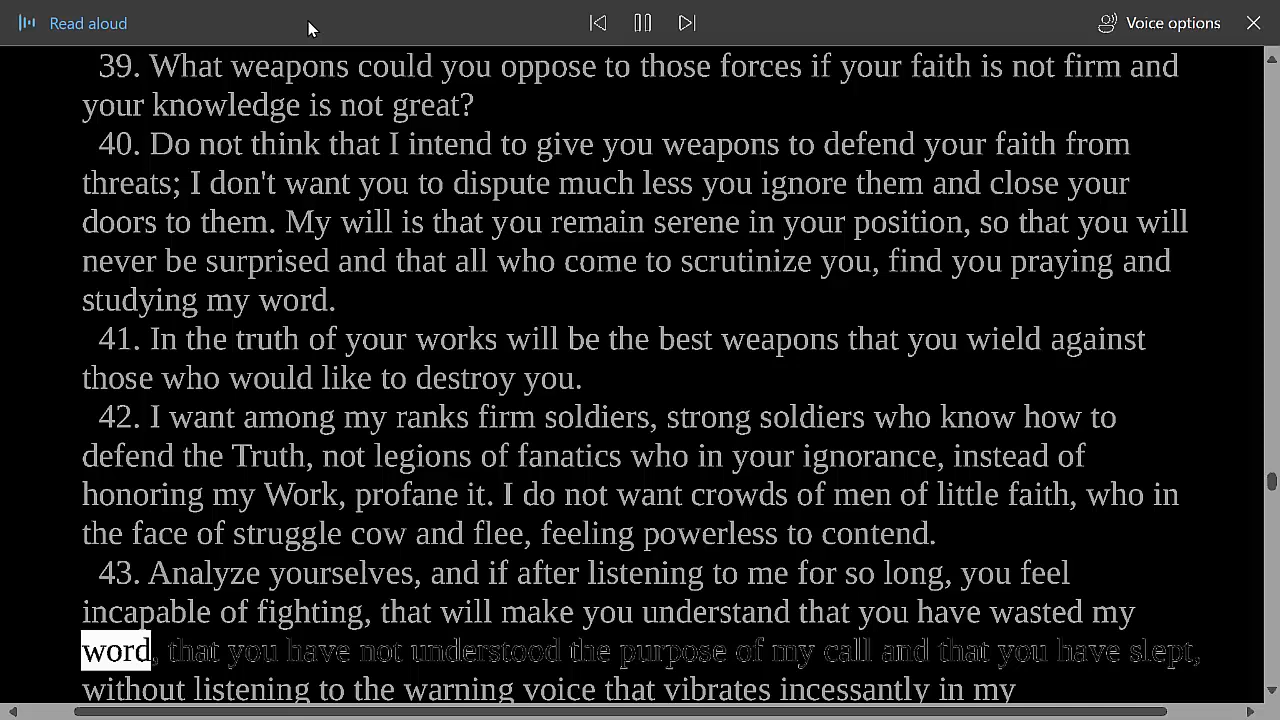 Read aloud
Voice options
39. What weapons could you oppose to those forces if your faith is not firm and
your knowledge is not great?
40. Do not think that I intend to give you weapons to defend your faith from
threats; I don't want you to dispute much less you ignore them and close your
doors to them. My will is that you remain serene in your position, so that you will
never be surprised and that all who come to scrutinize you, find you praying and
studying my word.
41. In the truth of your works will be the best weapons that you wield against
those who would like to destroy you.
42. I want among my ranks firm soldiers, strong soldiers who know how to
defend the Truth, not legions of fanatics who in your ignorance, instead of
honoring my Work, profane it. I do not want crowds of men of little faith, who in
the face of struggle cow and flee, feeling powerless to contend.
43. Analyze yourselves, and if after listening to me for so long, you feel
incapable of fighting, that will make you understand that you have wasted my
word, that you have not understood the purpose of my call and that you have slept,
without listening to the warning voice that vibrates incessantly in my